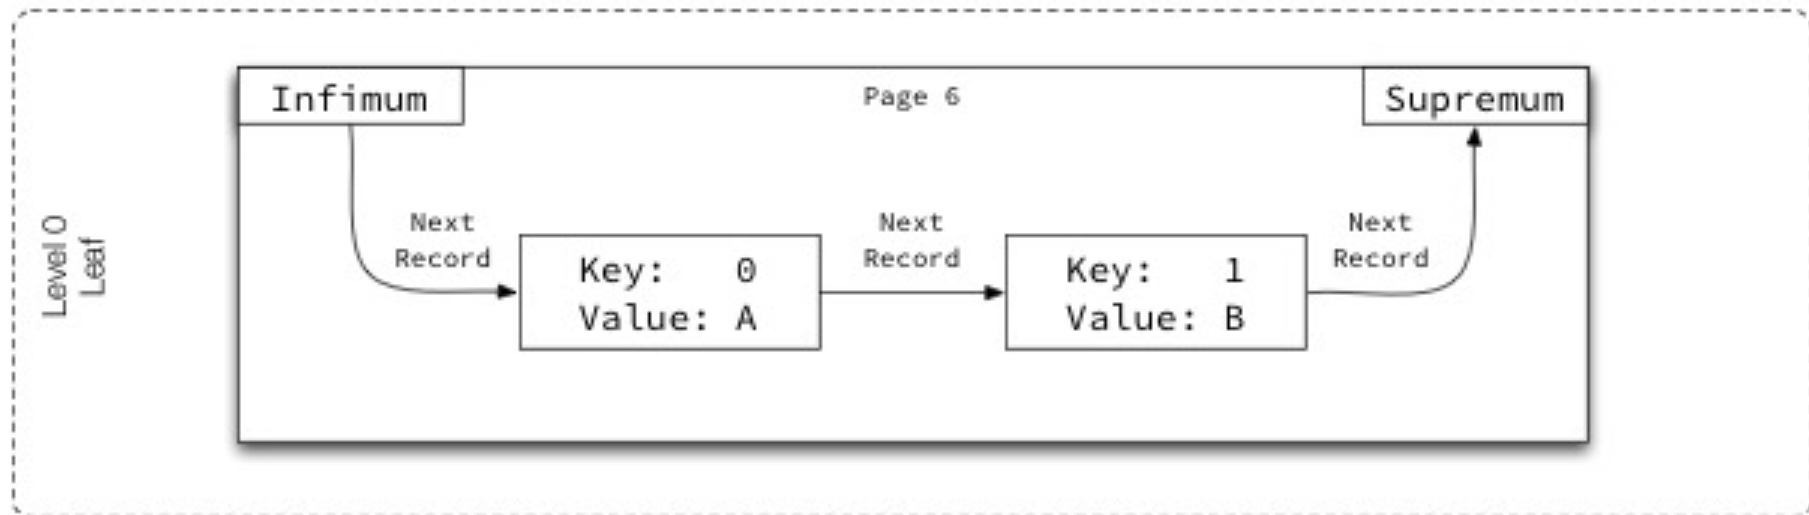 Level 0
Leaf
Infimum
Page 6
Supremum
Next
Record
Key: 0
Value: A
Next
Record
Key: 1
Value: B
Next
Record